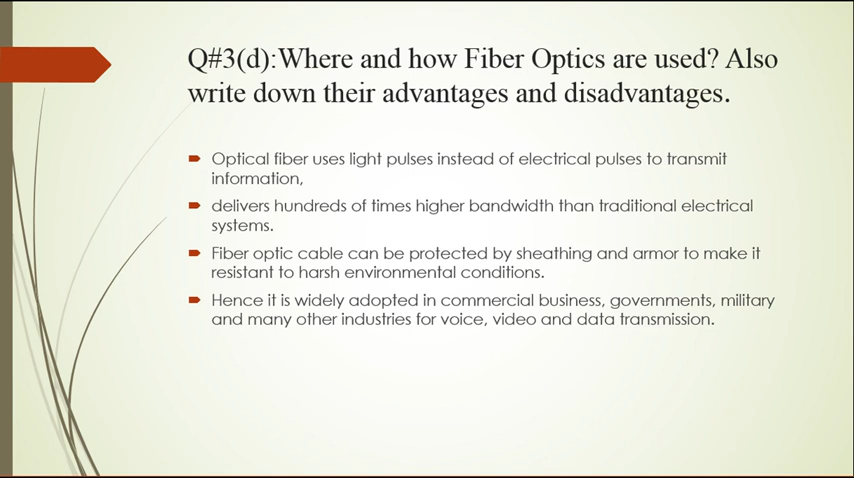 Q#3(d):Where and how Fiber Optics are used? Also
write down their advantages and disadvantages.
Optical fiber uses light pulses instead of electrical pulses to transmit
information,
delivers hundreds of times higher bandwidth than traditional electrical
systems.
Fiber optic cable can be protected by sheathing and armor to make it
resistant to harsh environmental conditions.
Hence it is widely adopted in commercial business, governments, military
and many other industries for voice, video and data transmission.